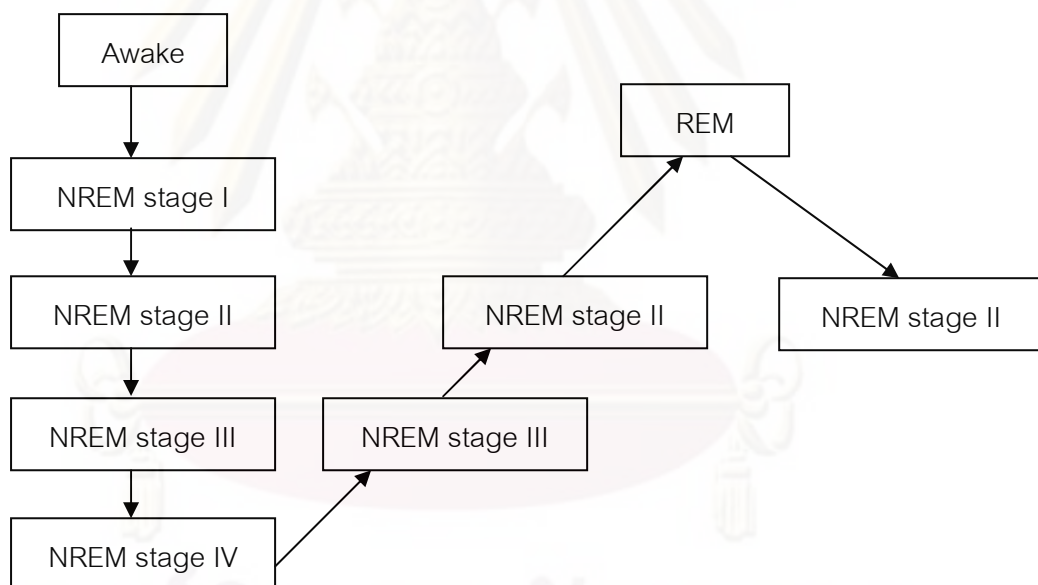 Awake
REM
NREM stage I
NREM stage II
NREM stage II
NREM stage II
NREM stage III
NREM stage III
NREM stage IV